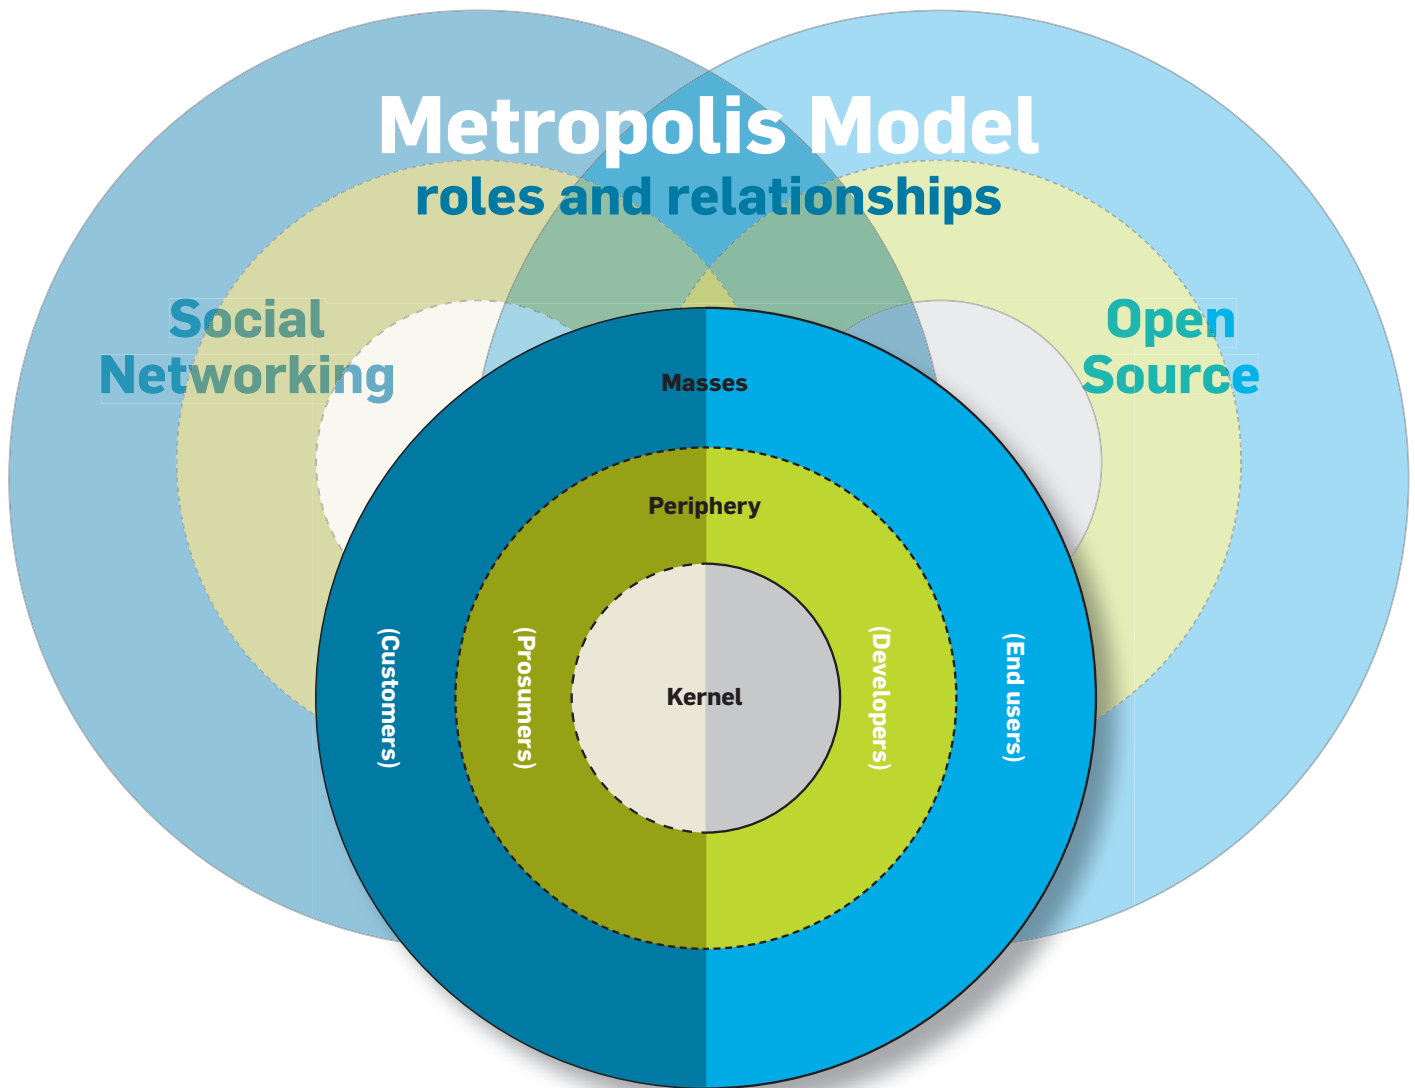 Metropolis Model
roles and relationships
Social
Networking
Open
Source
Masses
Periphery
(Customers)
(Prosumers)
Kernel
(Developers)
(End users)